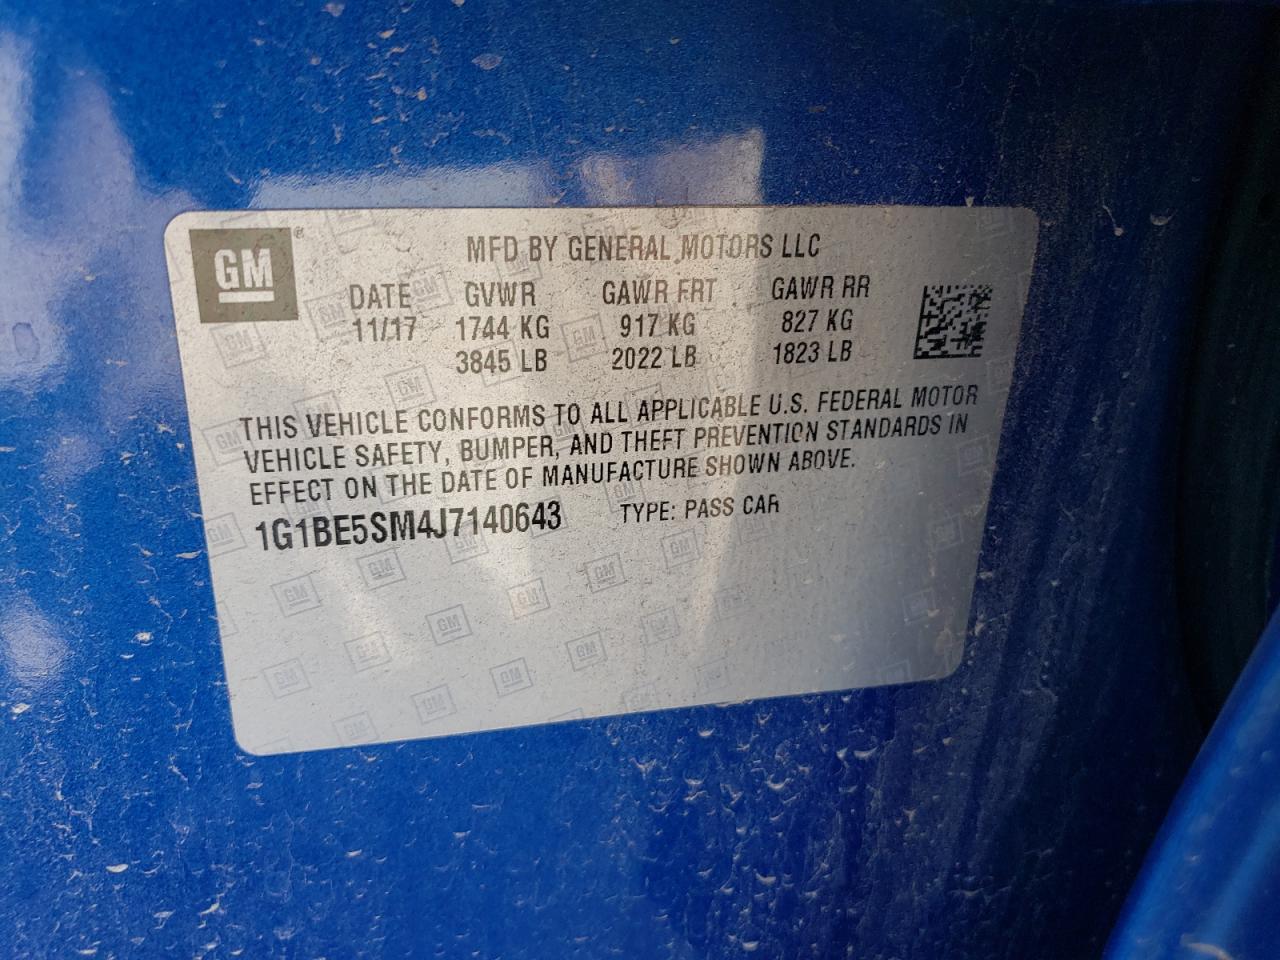 GM®
MFD BY GENERAL MOTORS LLC
DATE GVWR GAWR FRT GAWR RR
11/17 1744 KG 917 KG 827 KG
3845 LB 2022 LB 1823 LB
THIS VEHICLE CONFORMS TO ALL APPLICABLE U.S. FEDERAL MOTOR
VEHICLE SAFETY, BUMPER, AND THEFT PREVENTION STANDARDS IN
EFFECT ON THE DATE OF MANUFACTURE SHOWN ABOVE.
1G1BE5SM4J7140643 TYPE: PASS CAR